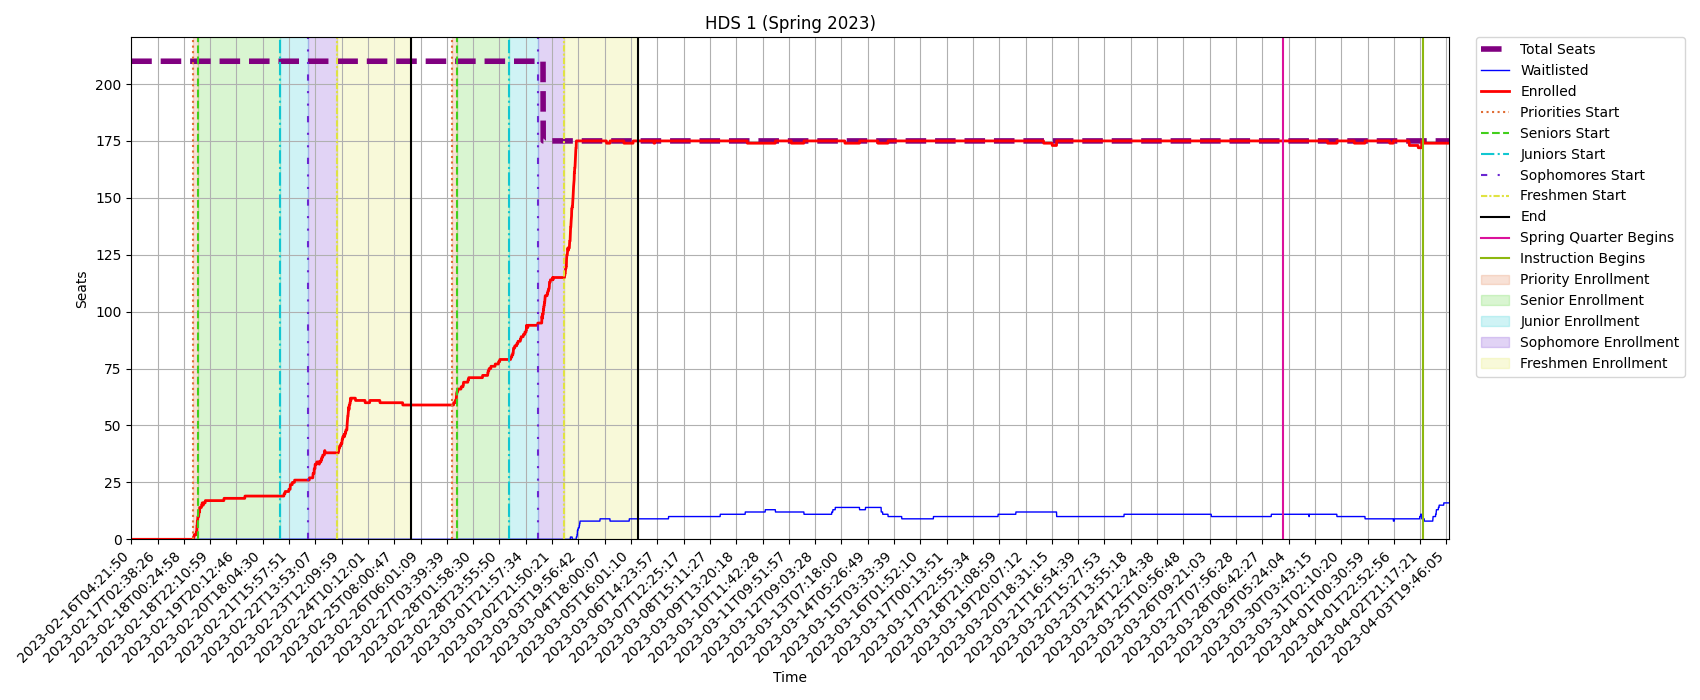 HDS 1 (Spring 2023)
Seats
200
175
150
125
100
75
50
25
0
2023-02-16T04:21:50
2023-02-17T02:38:26
2023-02-18T00:24:58
2023-02-18T22:10:59
2023-02-19T20:12:46
2023-02-20T18:04:30
2023-02-21T15:57:51
2023-02-22T13:53:07
2023-02-23T12:09:59
2023-02-24T10:12:01
2023-02-25T08:00:47
2023-02-26T06:01:09
2023-02-27T03:39:39
2023-02-28T01:58:30
2023-02-28T23:55:50
2023-03-01T21:57:34
2023-03-02T21:50:21
2023-03-03T19:56:42
2023-03-04T18:00:07
2023-03-05T16:01:10
2023-03-06T14:23:57
2023-03-07T12:25:17
2023-03-08T15:11:27
2023-03-09T13:20:18
2023-03-10T11:42:28
2023-03-11T09:51:57
2023-03-12T09:03:28
2023-03-13T07:18:00
2023-03-14T05:26:49
2023-03-15T03:33:39
2023-03-16T01:52:10
2023-03-17T00:13:51
2023-03-17T22:55:34
2023-03-18T21:08:59
2023-03-19T20:07:12
2023-03-20T18:31:15
2023-03-21T16:54:39
2023-03-22T15:27:53
2023-03-23T13:55:18
2023-03-24T12:24:38
2023-03-25T10:56:48
2023-03-26T09:21:03
2023-03-27T07:56:28
2023-03-28T06:42:27
2023-03-29T05:24:04
2023-03-30T03:43:15
2023-03-31T02:10:20
2023-04-01T00:30:59
2023-04-01T22:52:56
2023-04-02T21:17:21
2023-04-03T19:46:05
Time
Total Seats
Waitlisted
Enrolled
Priorities Start
Seniors Start
Juniors Start
Sophomores Start
Freshmen Start
End
Spring Quarter Begins
Instruction Begins
Priority Enrollment
Senior Enrollment
Junior Enrollment
Sophomore Enrollment
Freshmen Enrollment